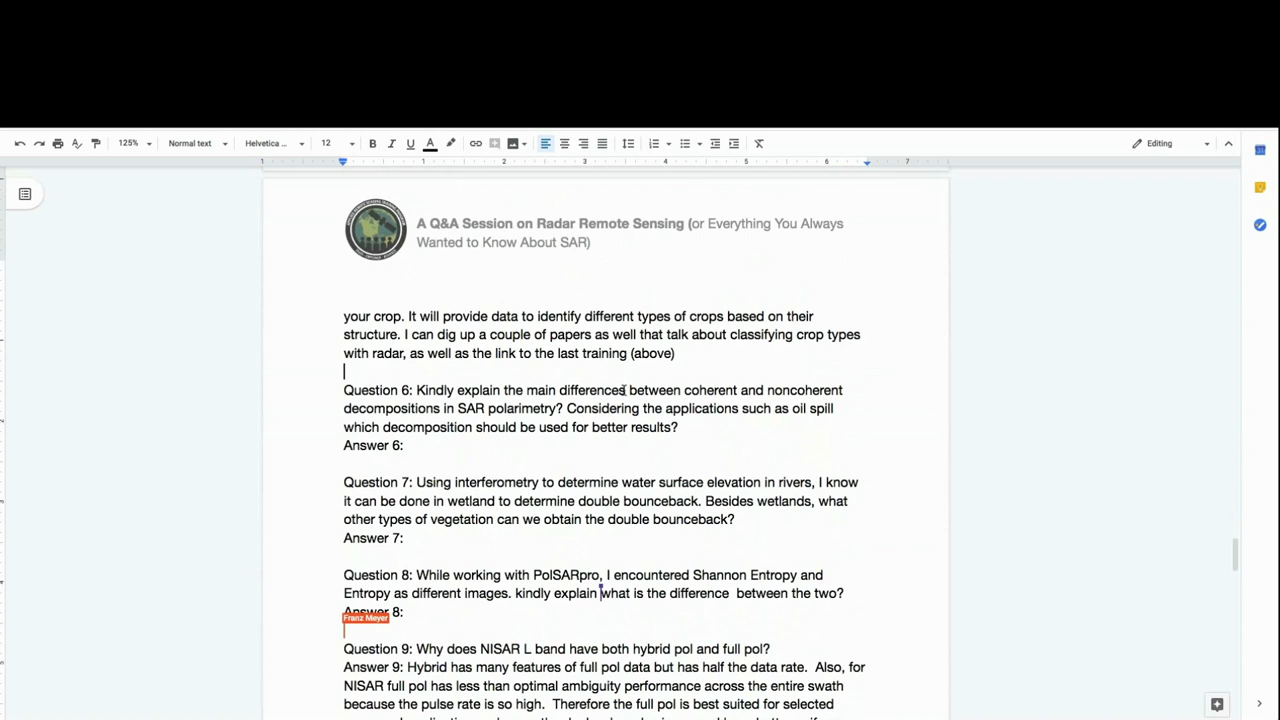 125%
Normal text
Helvetica ...
12
B I U A
Editing
1 1 2 3 4 5 6 7
A Q&A Session on Radar Remote Sensing (or Everything You Always
Wanted to Know About SAR)
your crop. It will provide data to identify different types of crops based on their
structure. I can dig up a couple of papers as well that talk about classifying crop types
with radar, as well as the link to the last training (above)
Question 6: Kindly explain the main differences between coherent and noncoherent
decompositions in SAR polarimetry? Considering the applications such as oil spill
which decomposition should be used for better results?
Answer 6:
Question 7: Using interferometry to determine water surface elevation in rivers, I know
it can be done in wetland to determine double bounceback. Besides wetlands, what
other types of vegetation can we obtain the double bounceback?
Answer 7:
Question 8: While working with PolSARpro, I encountered Shannon Entropy and
Entropy as different images. kindly explain what is the difference  between the two?
Answer 8:
Franz Meyer
Question 9: Why does NISAR L band have both hybrid pol and full pol?
Answer 9: Hybrid has many features of full pol data but has half the data rate.  Also, for
NISAR full pol has less than optimal ambiguity performance across the entire swath
because the pulse rate is so high.  Therefore the full pol is best suited for selected